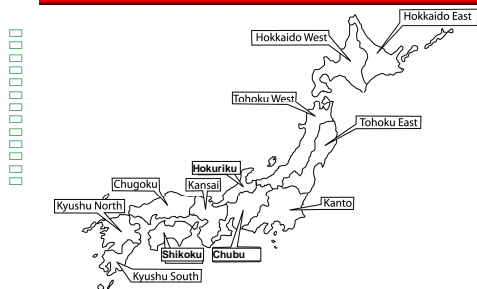 Hokkaido East
Hokkaido West
Tohoku West
Tohoku East
Hokuriku
Chugoku
Kansai
Kyushu North
Kanto
Shikoku
Chubu
Kyushu South